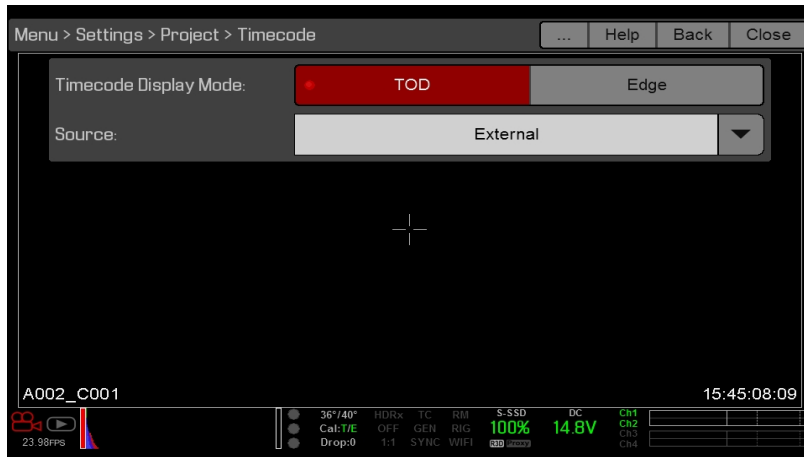 Menu > Settings > Project > Timecode ... Help Back Close
Timecode Display Mode: TOD Edge
Source: External
A002_C001 15:45:08:09
36°/40° HDRx TC RM S-SSD DC Ch1
Cal:T/E OFF GEN RIG 100% 14.8V Ch2
Ch3
23.98FPS Drop:0 1:1 SYNC WIFI R3D Proxy Ch4